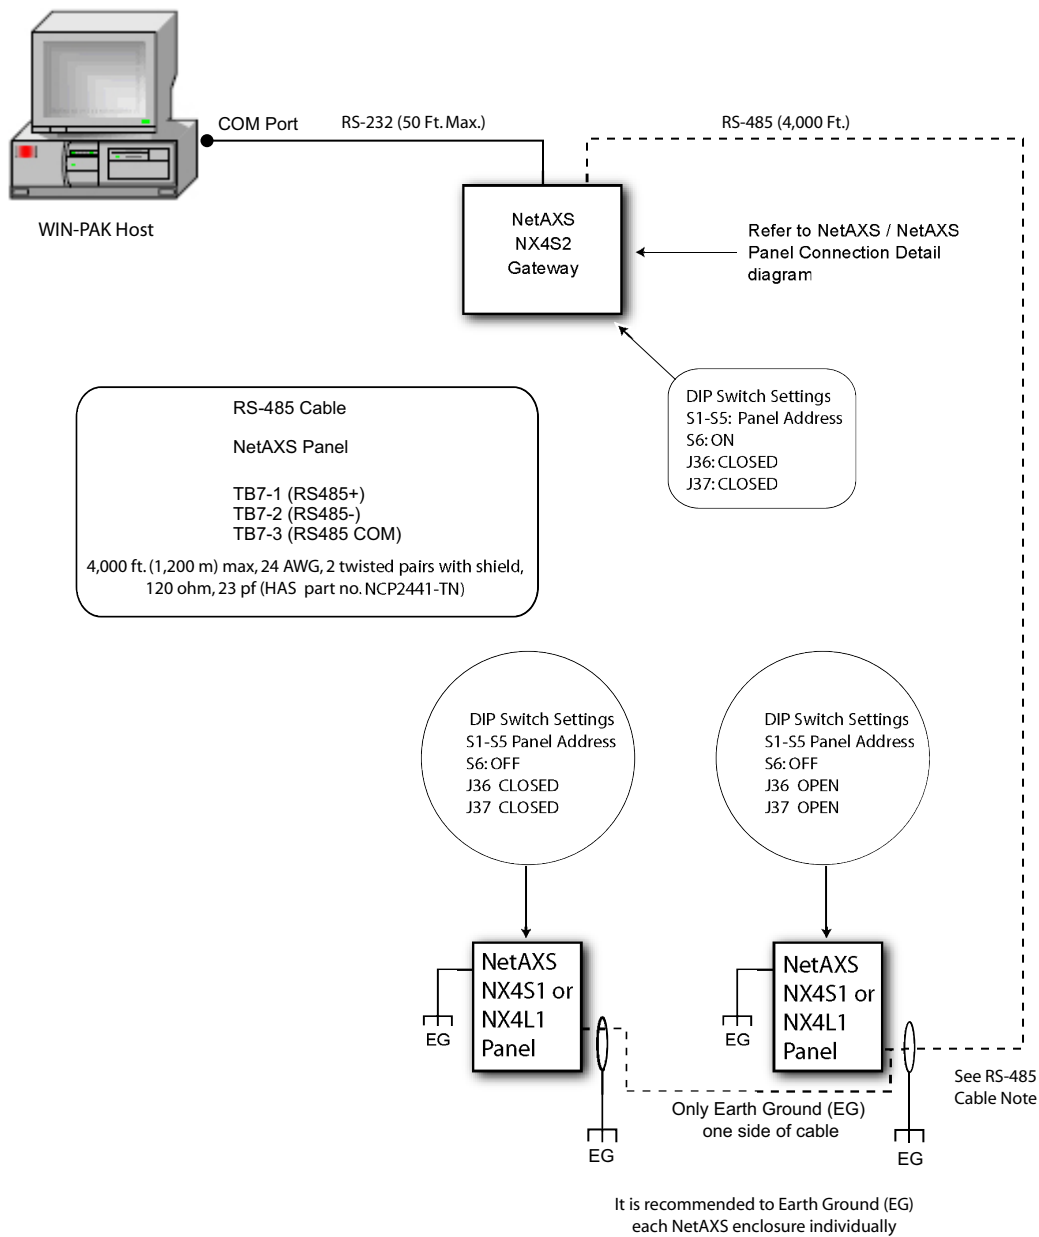 COM Port
RS-232 (50 Ft. Max.)
RS-485 (4,000 Ft.)
WIN-PAK Host
NetAXS
NX4S2
Gateway
Refer to NetAXS / NetAXS
Panel Connection Detail
diagram
DIP Switch Settings
S1-S5: Panel Address
S6: ON
J36: CLOSED
J37: CLOSED
RS-485 Cable
NetAXS Panel
TB7-1 (RS485+)
TB7-2 (RS485-)
TB7-3 (RS485 COM)
4,000 ft. (1,200 m) max, 24 AWG, 2 twisted pairs with shield,
120 ohm, 23 pf (HAS part no. NCP2441-TN)
DIP Switch Settings
S1-S5 Panel Address
S6: OFF
J36 CLOSED
J37 CLOSED
DIP Switch Settings
S1-S5 Panel Address
S6: OFF
J36 OPEN
J37 OPEN
NetAXS
NX4S1 or
NX4L1
Panel
EG
NetAXS
NX4S1 or
NX4L1
Panel
EG
See RS-485
Cable Note
Only Earth Ground (EG)
one side of cable
EG
EG
It is recommended to Earth Ground (EG)
each NetAXS enclosure individually